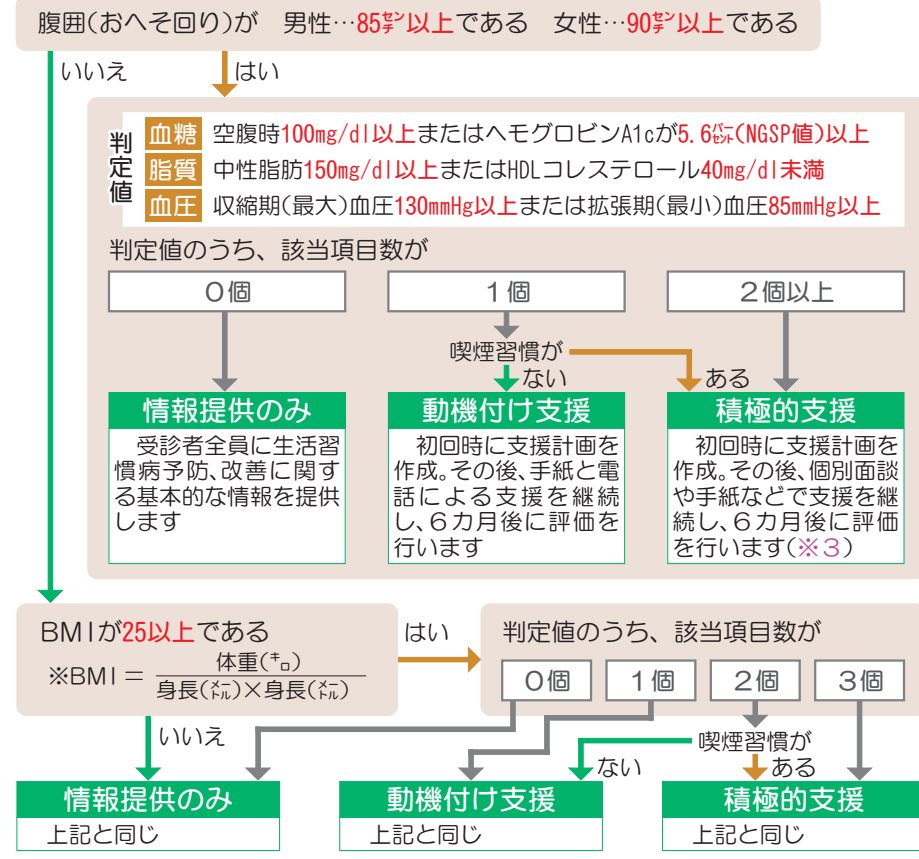 腹囲(おへそ回り)が 男性…85㌢以上である 女性…90㌢以上である
いいえ
はい
判定値
血糖 空腹時100mg/dl以上またはヘモグロビンA1cが5.6㌫(NGSP値)以上
脂質 中性脂肪150mg/dl以上またはHDLコレステロール40mg/dl未満
血圧 収縮期(最大)血圧130mmHg以上または拡張期(最小)血圧85mmHg以上
判定値のうち、該当項目数が
0個
1個
2個以上
喫煙習慣が
ない
ある
情報提供のみ
受診者全員に生活習
慣病予防、改善に関す
る基本的な情報を提供
します
動機付け支援
初回時に支援計画を
作成。その後、手紙と電
話による支援を継続
し、6カ月後に評価を
行います
積極的支援
初回時に支援計画を
作成。その後、個別面談
や手紙などで支援を継
続し、6カ月後に評価
を行います(※3)
BMIが25以上である
※BMI=体重(㌔)
身長(㍍)×身長(㍍)
はい
いいえ
判定値のうち、該当項目数が
0個
1個
2個
3個
喫煙習慣が
ない
ある
情報提供のみ
上記と同じ
動機付け支援
上記と同じ
積極的支援
上記と同じ